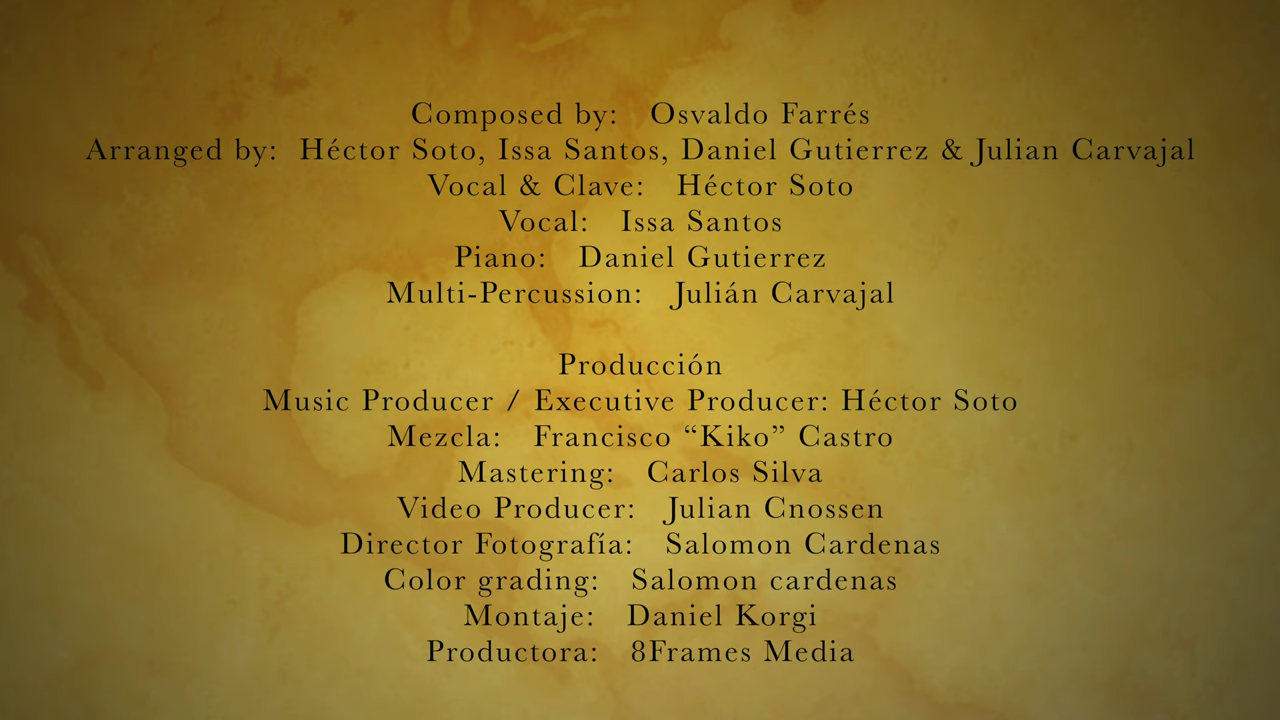 Composed by: Osvaldo Farrés
Arranged by: Héctor Soto, Issa Santos, Daniel Gutierrez & Julian Carvajal
Vocal & Clave: Héctor Soto
Vocal: Issa Santos
Piano: Daniel Gutierrez
Multi-Percussion: Julián Carvajal
Producción
Music Producer / Executive Producer: Héctor Soto
Mezcla: Francisco “Kiko” Castro
Mastering: Carlos Silva
Video Producer: Julian Cnossen
Director Fotografía: Salomon Cardenas
Color grading: Salomon cardenas
Montaje: Daniel Korgi
Productora: 8Frames Media